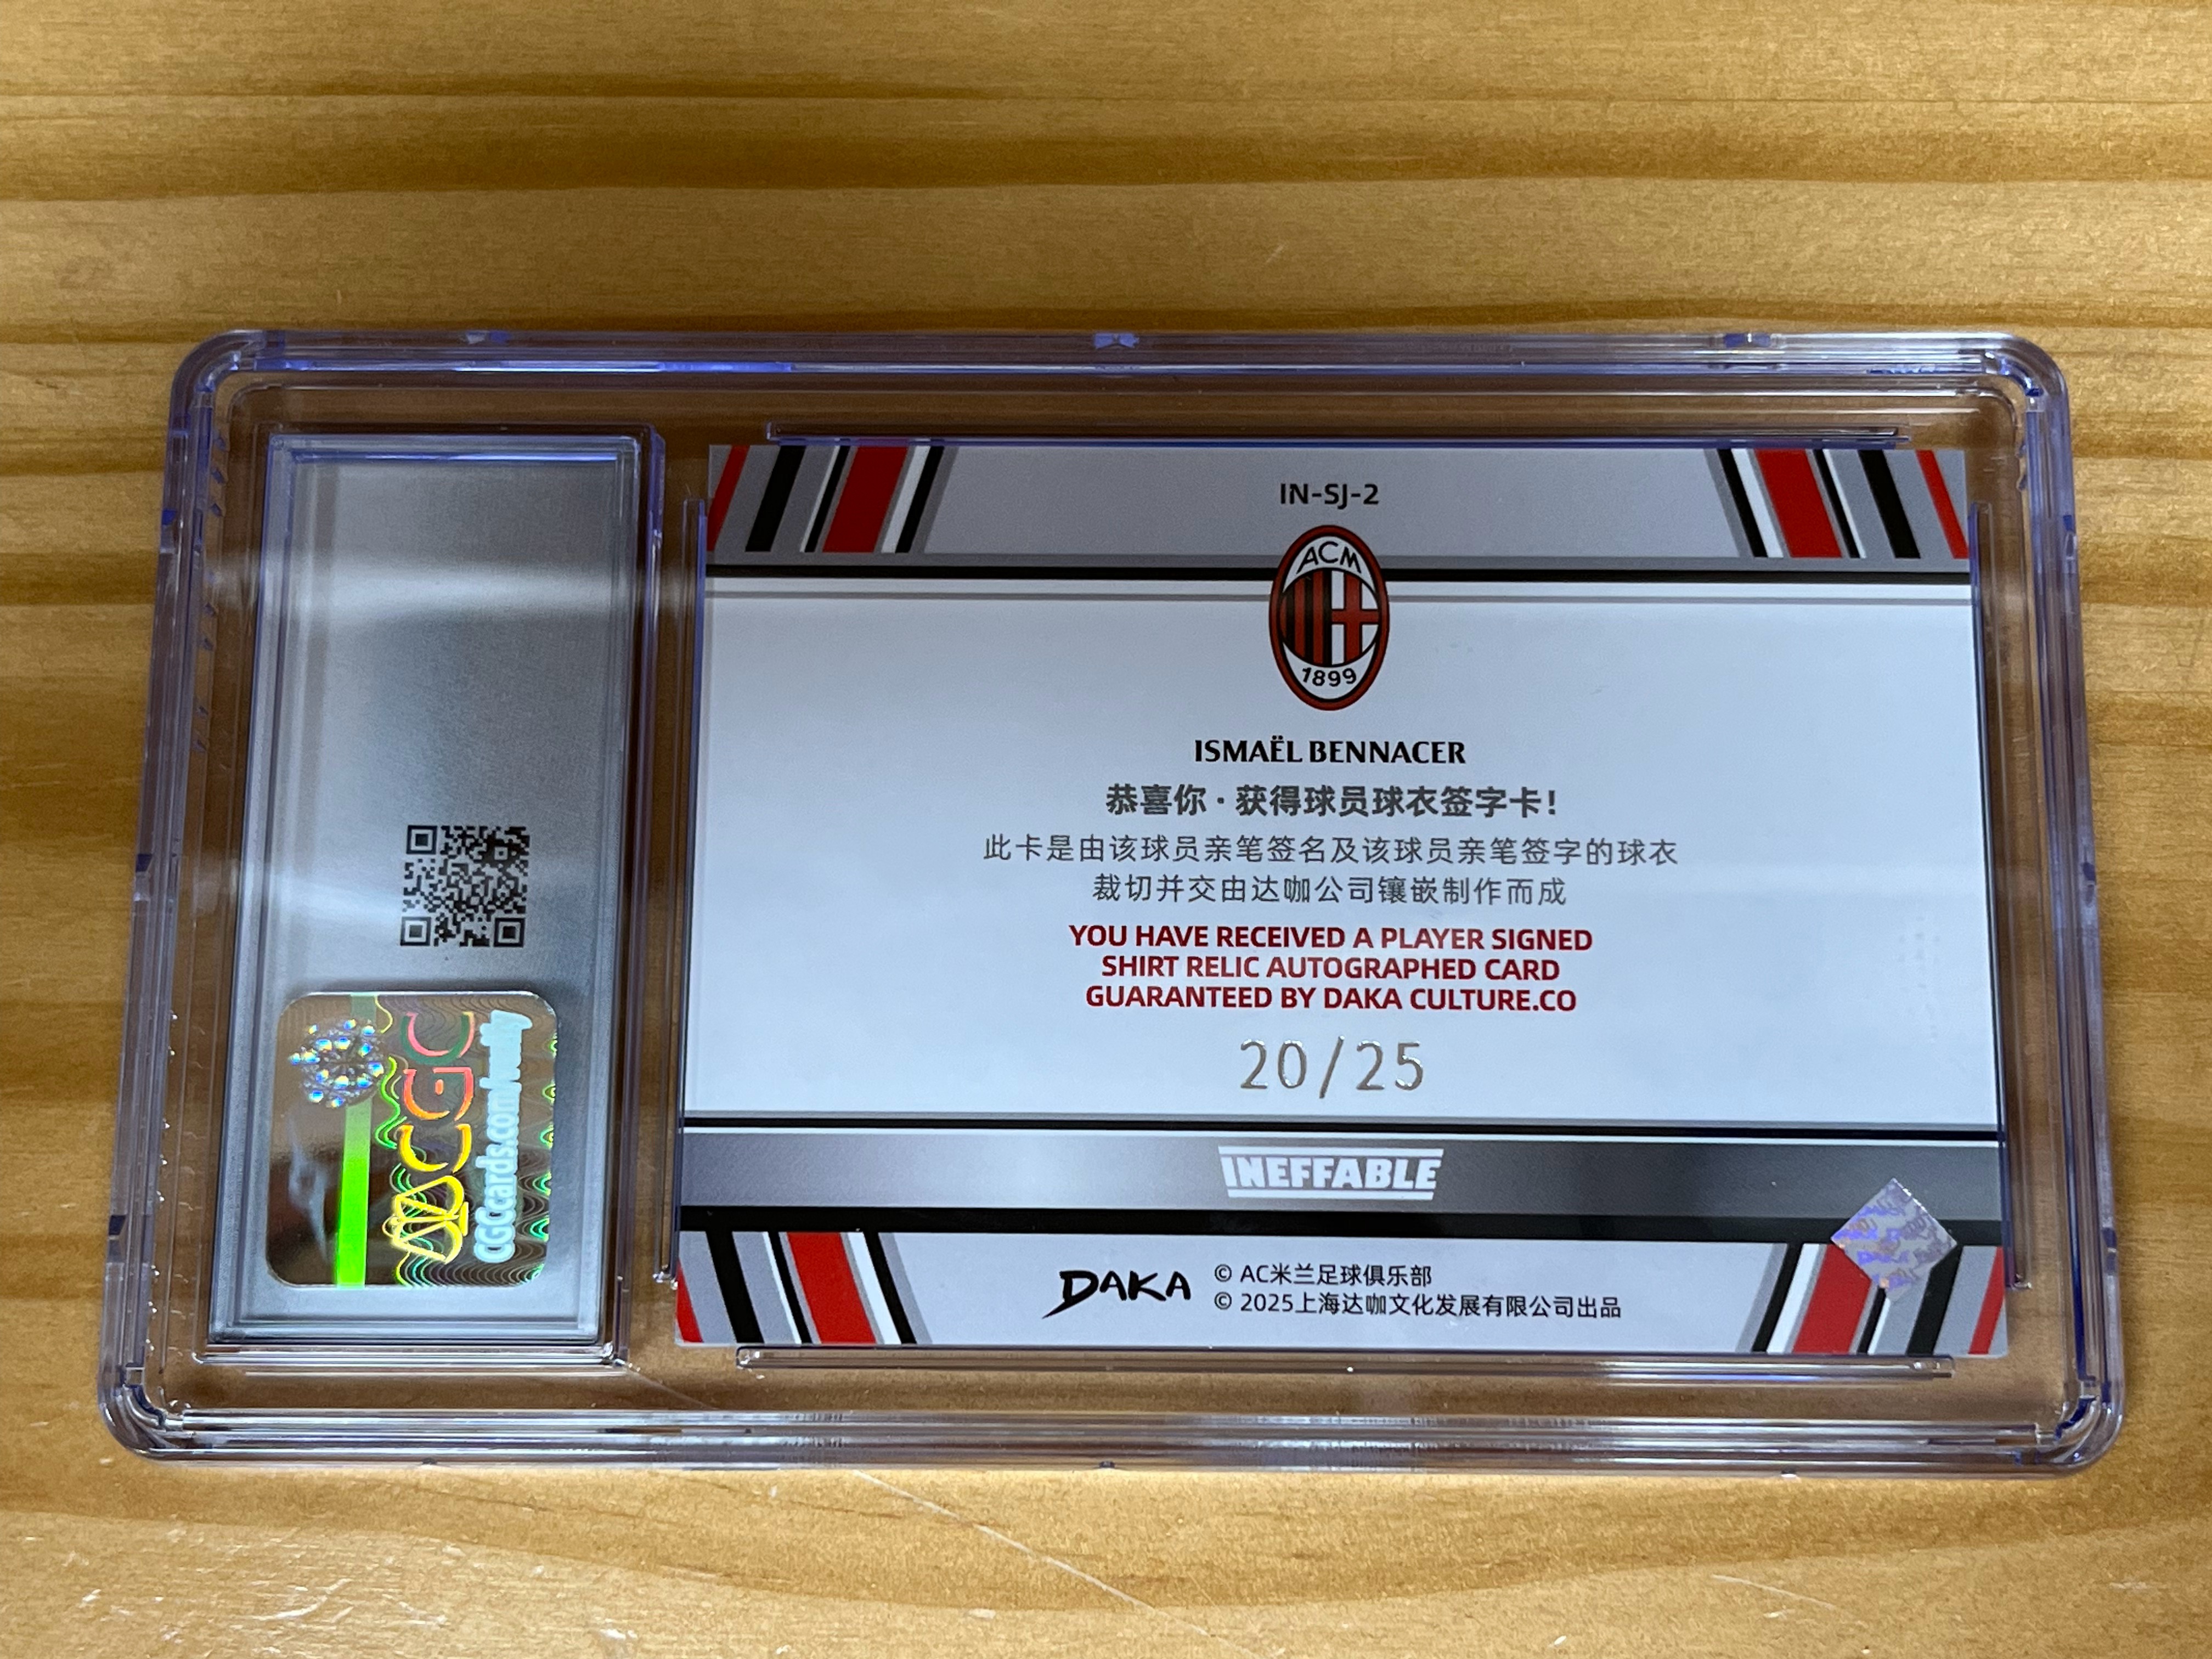 IN-SJ-2
ACM
1899
ISMAËL BENNACER
恭喜你·获得球员球衣签字卡!
此卡是由该球员亲笔签名及该球员亲笔签字的球衣
裁切并交由达咖公司镶嵌制作而成
YOU HAVE RECEIVED A PLAYER SIGNED
SHIRT RELIC AUTOGRAPHED CARD
GUARANTEED BY DAKA CULTURE.CO
20/25
INEFFABLE
DAKA
© AC米兰足球俱乐部
© 2025上海达咖文化发展有限公司出品
CGC
CGCcards.com/verify